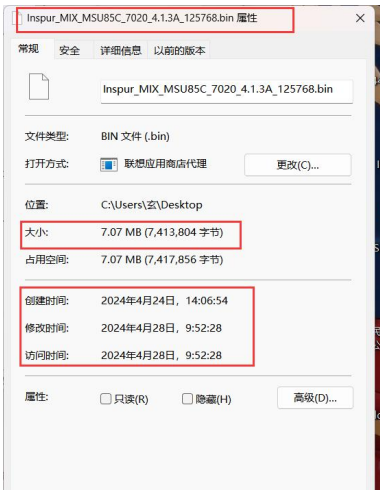 Inspur_MIX_MSU85C_7020_4.1.3A_125768.bin 属性
常规 安全 详细信息 以前的版本
Inspur_MIX_MSU85C_7020_4.1.3A_125768.bin
文件类型: BIN 文件 (.bin)
打开方式: 联想应用商店代理 更改(C)...
位置: C:\Users\玄\Desktop
大小: 7.07 MB (7,413,804 字节)
占用空间: 7.07 MB (7,417,856 字节)
创建时间: 2024年4月24日，14:06:54
修改时间: 2024年4月28日，9:52:28
访问时间: 2024年4月28日，9:52:28
属性: 只读(R) 隐藏(H) 高级(D)...